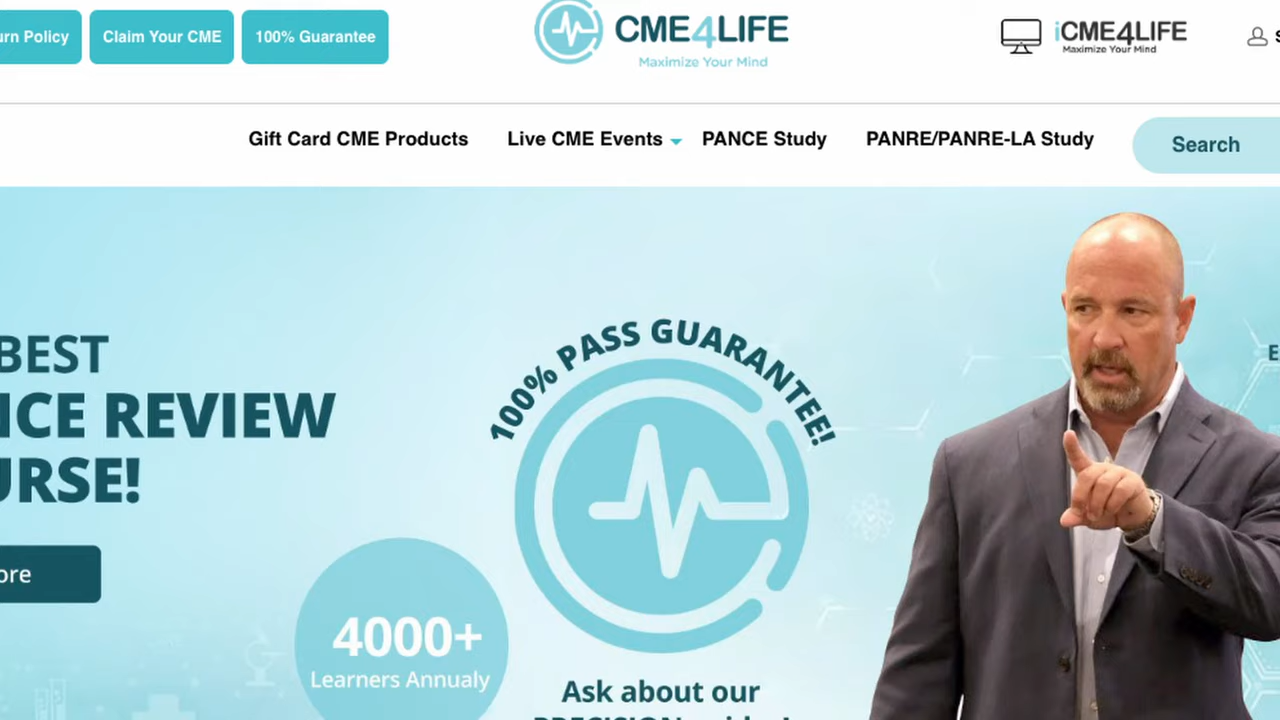 urn Policy
Claim Your CME
100% Guarantee
CME4LIFE
Maximize Your Mind
iCME4LIFE
Maximize Your Mind
S
Gift Card CME Products
Live CME Events
PANCE Study
PANRE/PANRE-LA Study
Search
BEST
NCE REVIEW
URSE!
ore
100% PASS GUARANTEE!
4000+
Learners Annualy
Ask about our
E